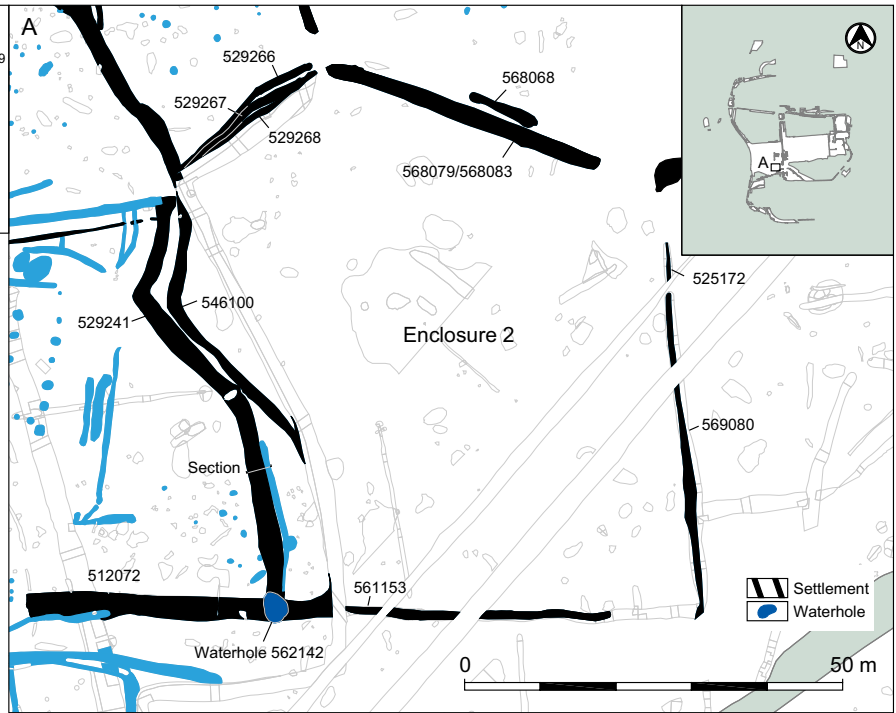 A
9
N
A
529266
529267
529268
568068
568079/568083
525172
546100
529241
Enclosure 2
569080
Section
512072
561153
Settlement
Waterhole
Waterhole 562142
0
50 m